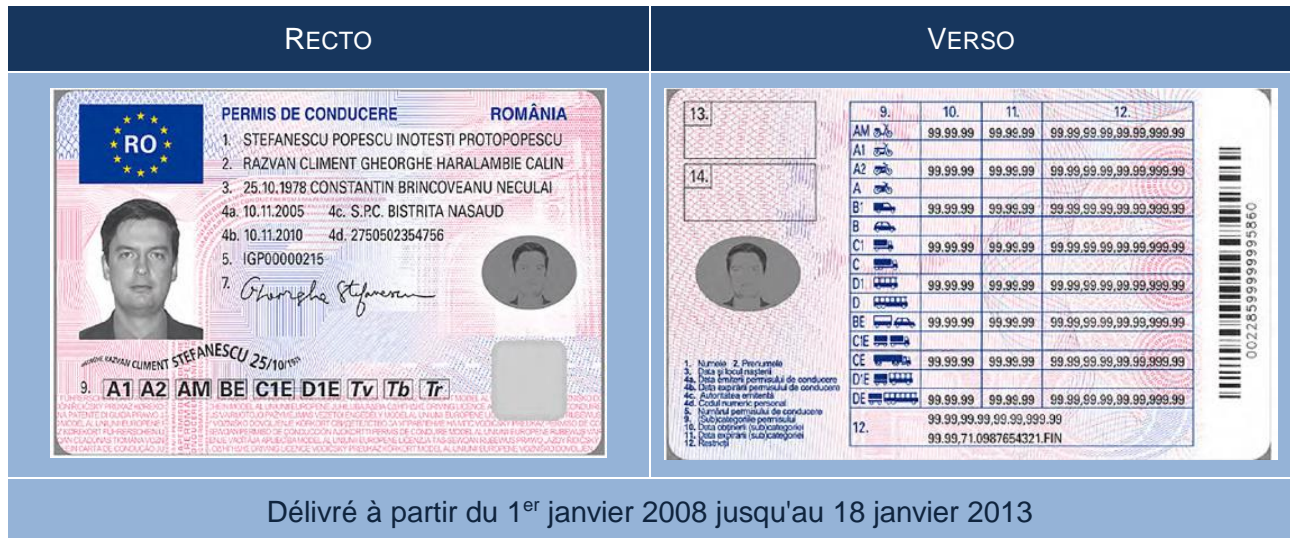 RECTO
VERSO
RO
PERMIS DE CONDUCERE ROMÂNIA
1. STEFANESCU POPESCU INOTESTI PROTOPOPESCU
2. RAZVAN CLIMENT GHEORGHE HARALAMBIE CALIN
3. 25.10.1978 CONSTANTIN BRINCOVEANU NECULAI
4a. 10.11.2005 4c. S.P.C. BISTRITA NASAUD
4b. 10.11.2010 4d. 2750502354756
5. IGP00000215
7.
RAZVAN CLIMENT STEFANESCU 25/10/
9. A1 A2 AM BE C1E D1E Tv Tb Tr
13.
14.
9. 10. 11. 12.
AM 99.99.99 99.99.99 99.99,99.99,99.99,999.99
A1
A2 99.99.99 99.99.99 99.99,99.99,99.99,999.99
A
B1 99.99.99 99.99.99 99.99,99.99,99.99,999.99
B
C1 99.99.99 99.99.99 99.99,99.99,99.99,999.99
C
D1 99.99.99 99.99.99 99.99,99.99,99.99,999.99
D
BE 99.99.99 99.99.99 99.99,99.99,99.99,999.99
C1E
CE 99.99.99 99.99.99 99.99,99.99,99.99,999.99
D1E
DE 99.99.99 99.99.99 99.99,99.99,99.99,999.99
12. 99.99,99.99,99.99,999.99
99.99,71.0987654321.FIN
1. Numele 2. Prenumele
3. Data și locul nașterii
4a. Data emiterii permisului de conducere
4b. Data expirării permisului de conducere
4c. Autoritatea emitentă
4d. Codul numeric personal
5. Numărul permisului de conducere
9. (Sub)categoriile permisului
10. Data obținerii (sub)categoriei
11. Data expirării (sub)categoriei
12. Restricții
Délivré à partir du 1er janvier 2008 jusqu'au 18 janvier 2013